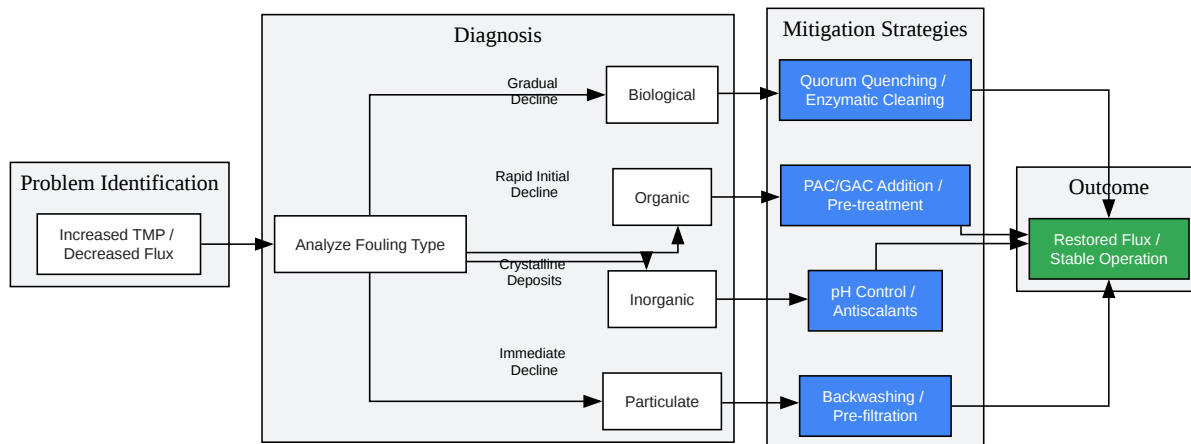 Problem Identification
Increased TMP /
Decreased Flux
Diagnosis
Analyze Fouling Type
Gradual
Decline
Biological
Rapid Initial
Decline
Organic
Crystalline
Deposits
Inorganic
Immediate
Decline
Particulate
Mitigation Strategies
Quorum Quenching /
Enzymatic Cleaning
PAC/GAC Addition /
Pre-treatment
pH Control /
Antiscalants
Backwashing /
Pre-filtration
Outcome
Restored Flux /
Stable Operation